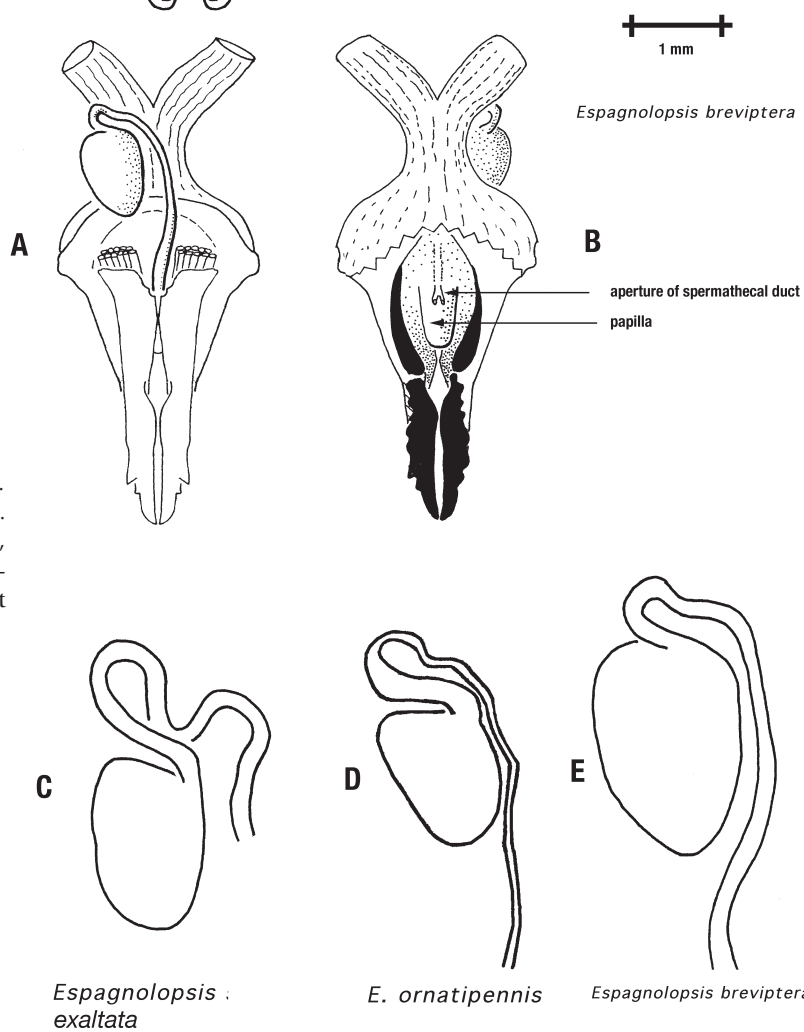 1 mm
Espagnolopsis breviptera
A
B
aperture of spermathecal duct
papilla
.
.
,
–
t
C
D
E
Espagnolopsis
exaltata
E. ornatipennis
Espagnolopsis breviptera